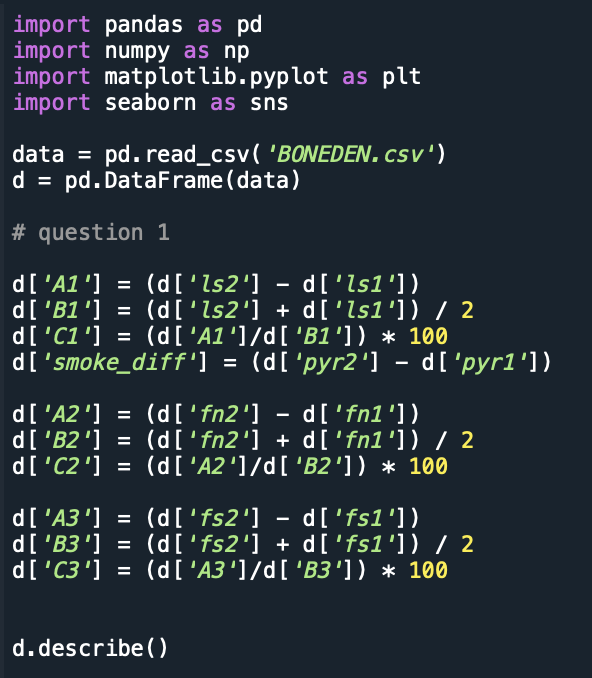 import pandas as pd
import numpy as np
import matplotlib.pyplot as plt
import seaborn as sns
data = pd.read_csv('BONEDEN.csv')
d = pd.DataFrame(data)
# question 1
d['A1'] = (d['ls2'] - d['ls1'])
d['B1'] = (d['ls2'] + d['ls1']) / 2
d['C1'] = (d['A1']/d['B1']) * 100
d['smoke_diff'] = (d['pyr2'] - d['pyr1'])
d['A2'] = (d['fn2'] - d['fn1'])
d['B2'] = (d['fn2'] + d['fn1']) / 2
d['C2'] = (d['A2']/d['B2']) * 100
d['A3'] = (d['fs2'] - d['fs1'])
d['B3'] = (d['fs2'] + d['fs1']) / 2
d['C3'] = (d['A3']/d['B3']) * 100
d.describe()